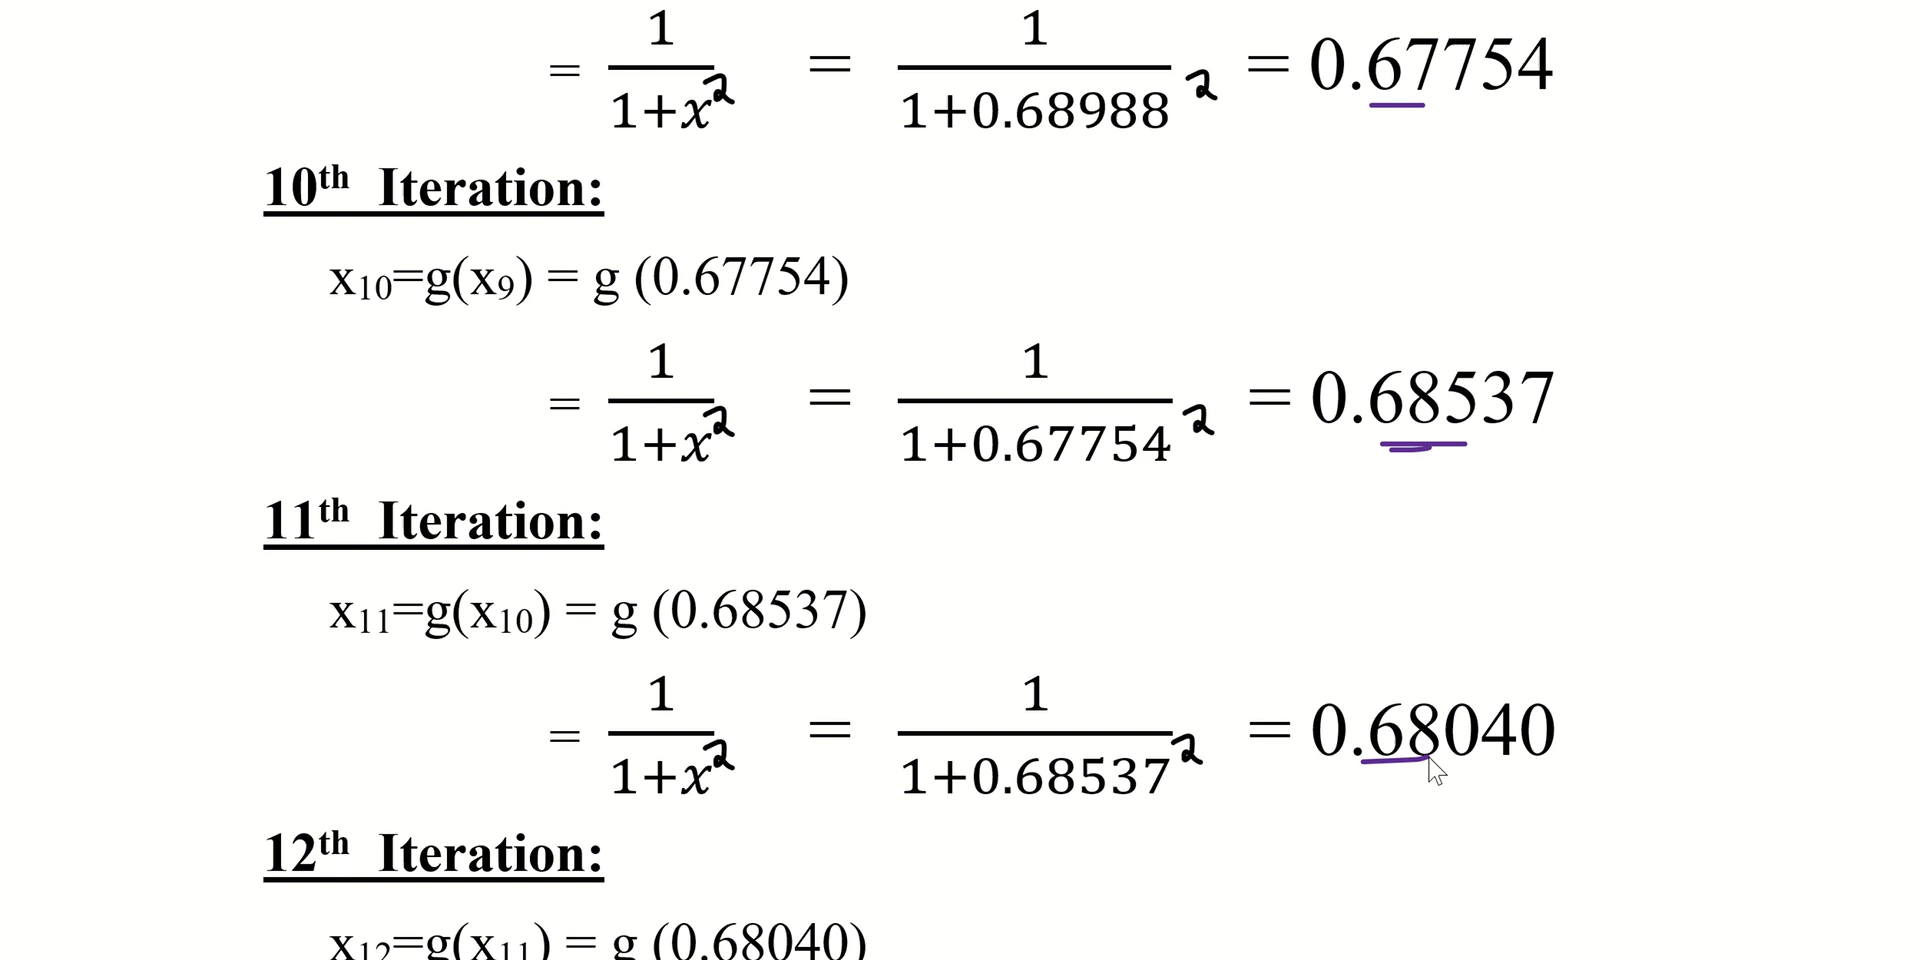 = 1/(1+x²) = 1/(1+0.68988²) = 0.67754
10th Iteration:
x10=g(x9) = g (0.67754)
= 1/(1+x²) = 1/(1+0.67754²) = 0.68537
11th Iteration:
x11=g(x10) = g (0.68537)
= 1/(1+x²) = 1/(1+0.68537²) = 0.68040
12th Iteration:
x12=g(x11) = g (0.68040)